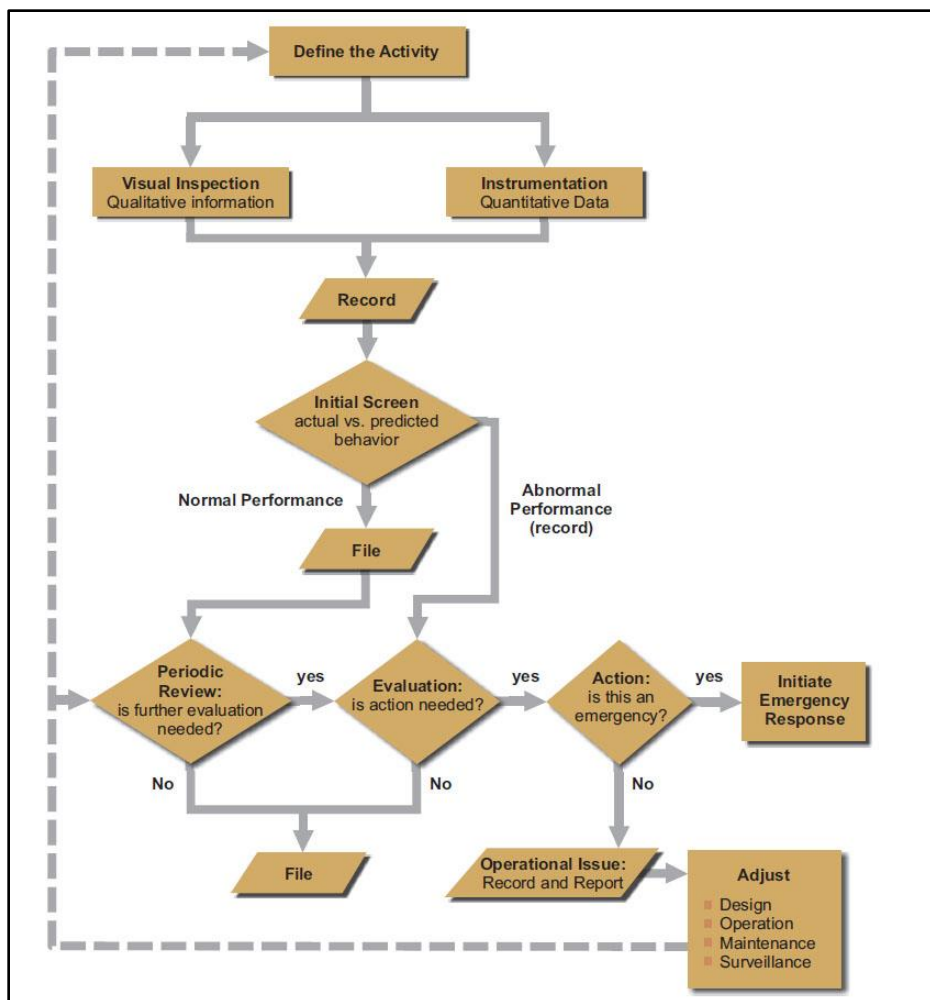 Define the Activity
Visual Inspection
Qualitative information
Instrumentation
Quantitative Data
Record
Initial Screen
actual vs. predicted
behavior
Normal Performance
Abnormal
Performance
(record)
File
Periodic
Review:
is further evaluation
needed?
yes
Evaluation:
is action needed?
yes
Action:
is this an
emergency?
yes
Initiate
Emergency
Response
No
No
No
File
Operational Issue:
Record and Report
Adjust
Design
Operation
Maintenance
Surveillance